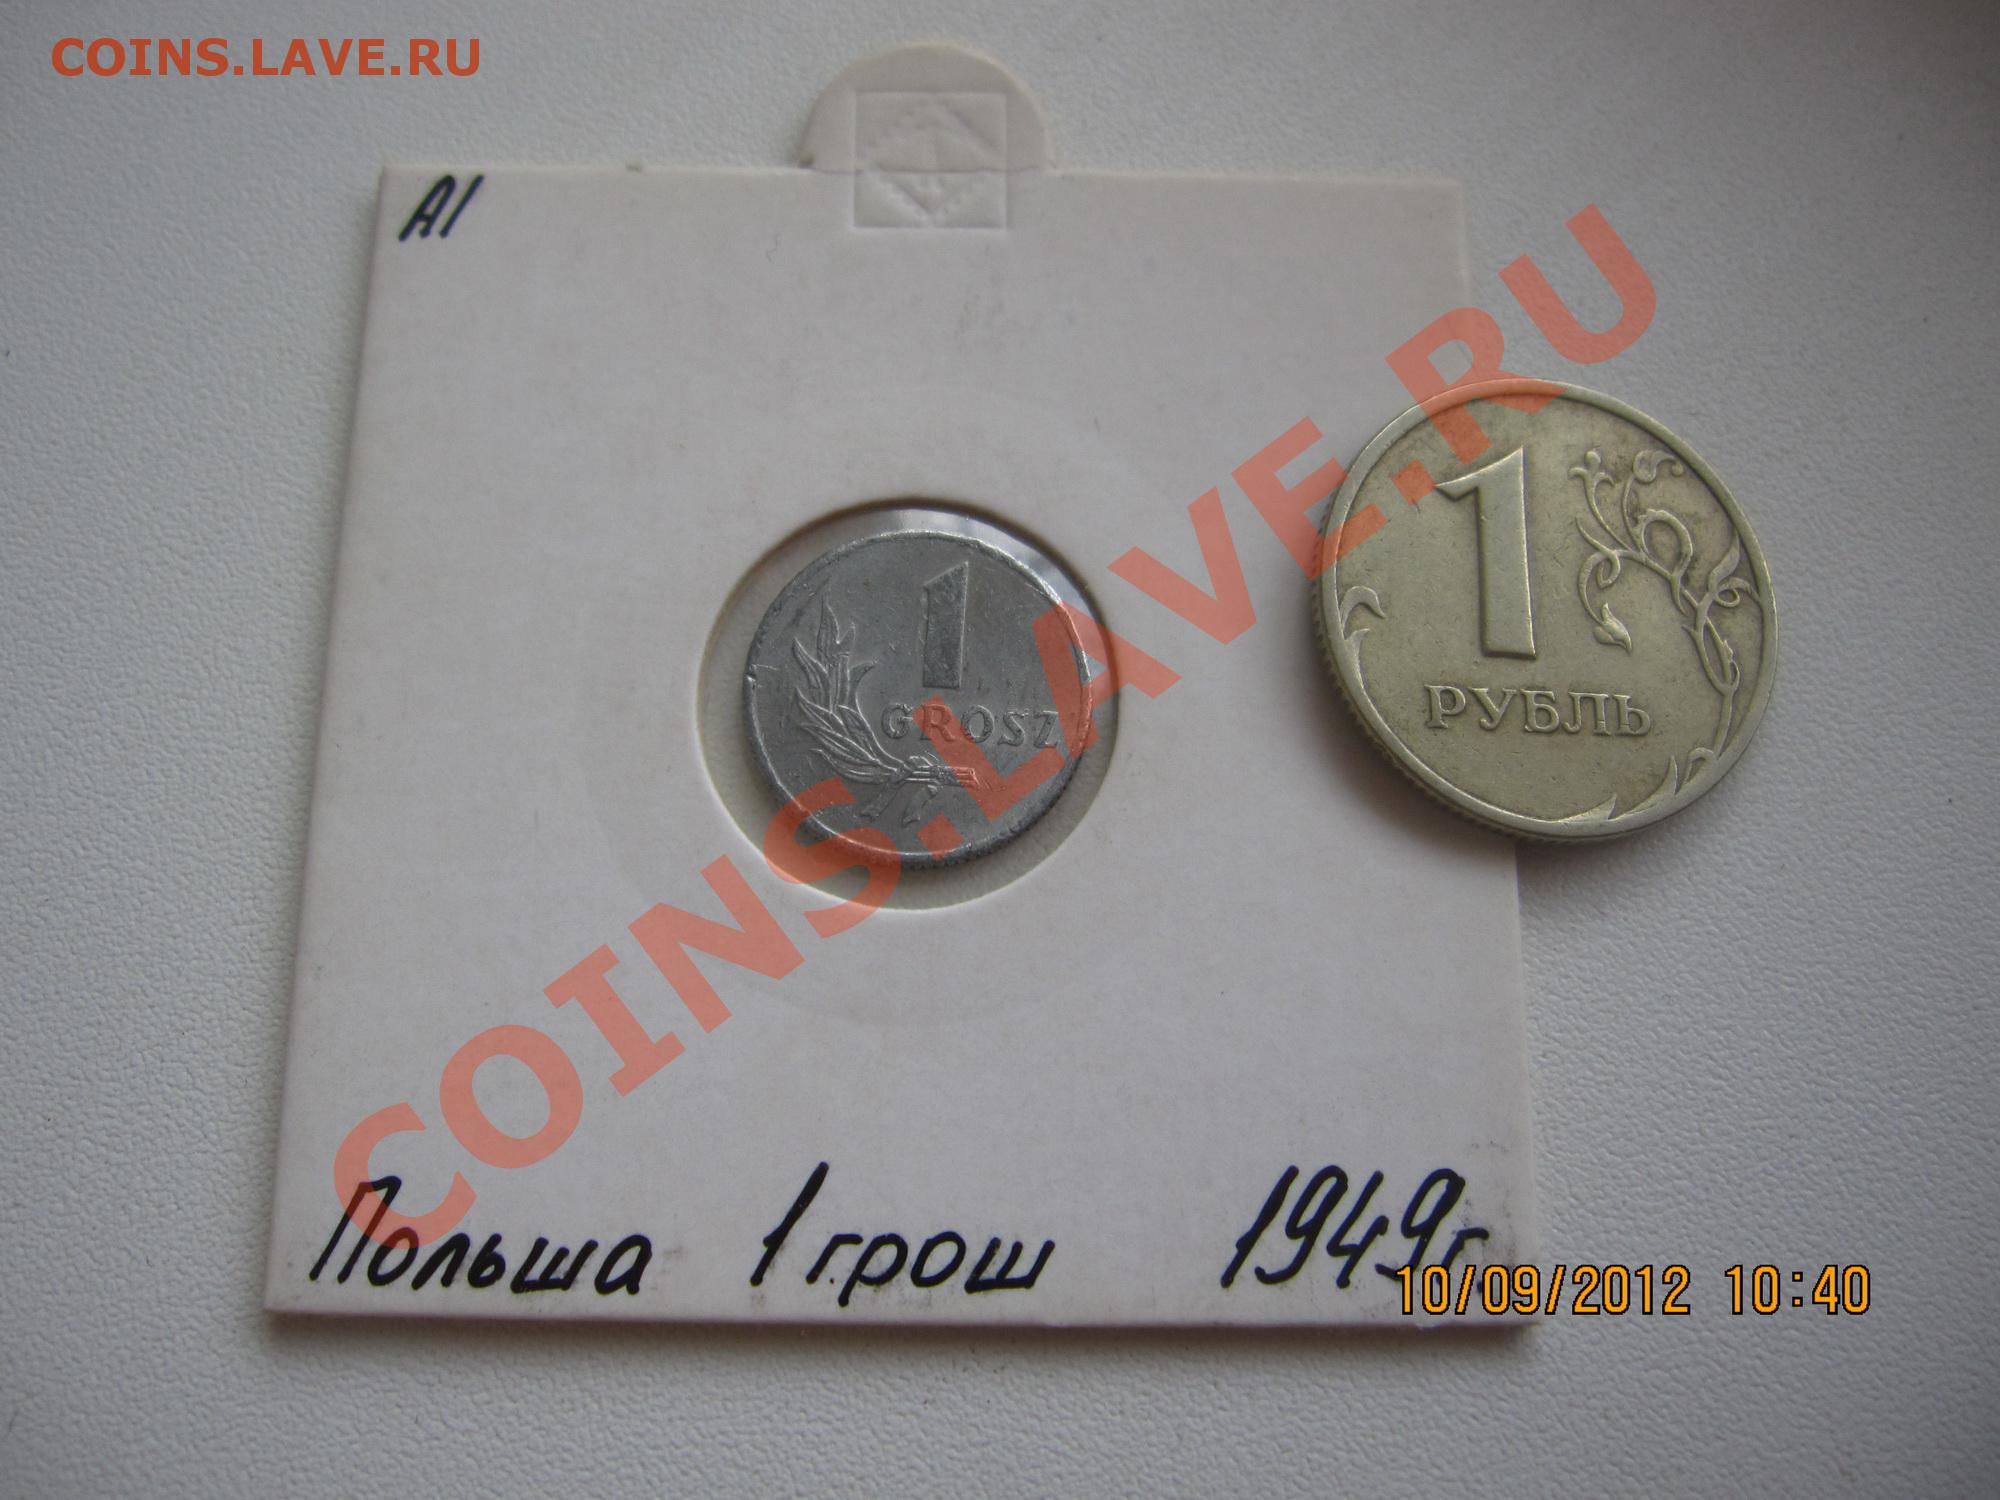 COINS.LAVE.RU
Al
COINS.LAVE.RU
1
GROSZ
1
РУБЛЬ
Польша 1 грош 1949г.
10/09/2012 10:40